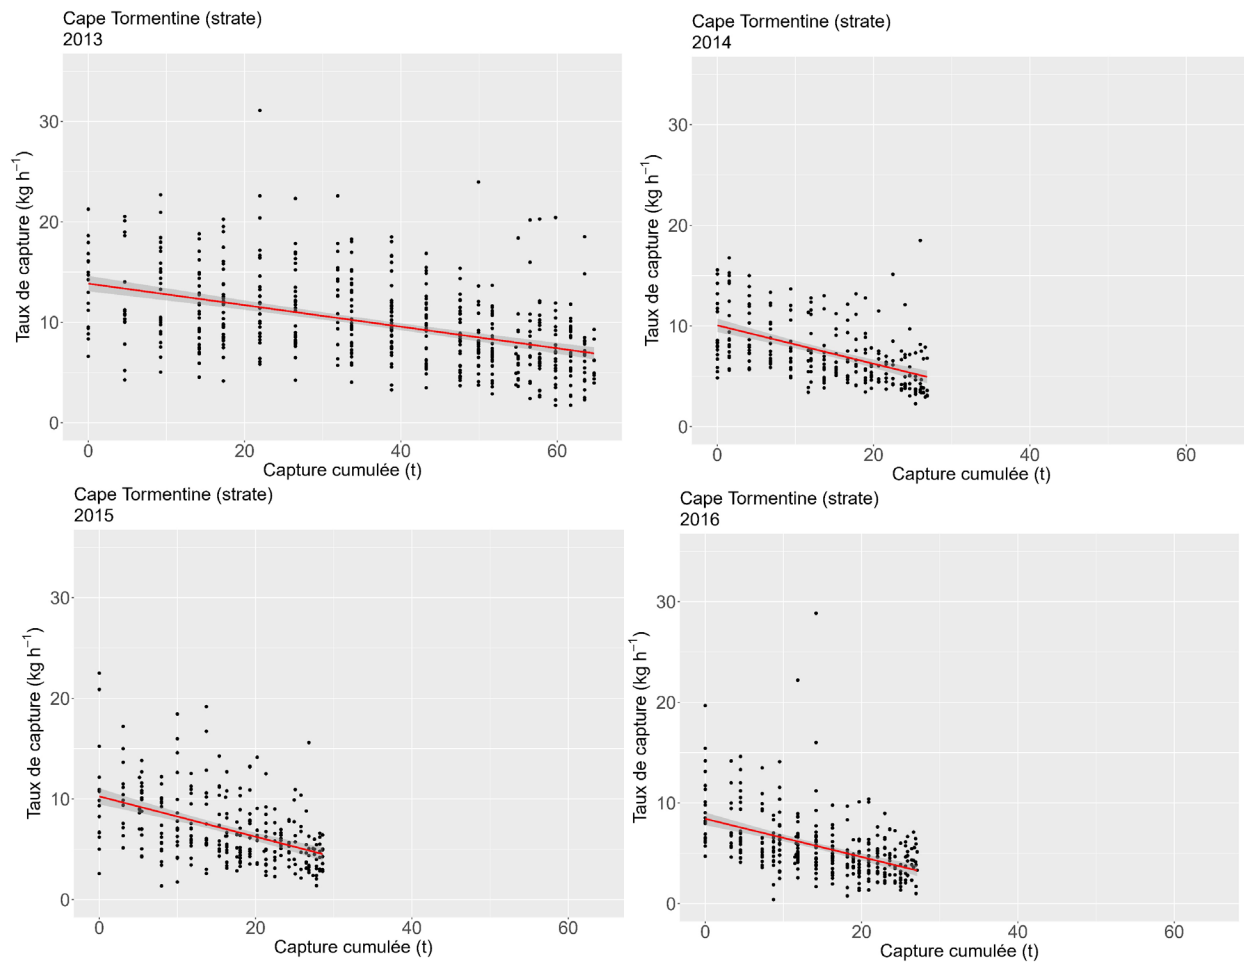 Cape Tormentine (strate)
2013
30
20
10
0
Taux de capture (kg h⁻¹)
0 20 40 60
Capture cumulée (t)
Cape Tormentine (strate)
2014
30
20
10
0
Taux de capture (kg h⁻¹)
0 20 40 60
Capture cumulée (t)
Cape Tormentine (strate)
2015
30
20
10
0
Taux de capture (kg h⁻¹)
0 20 40 60
Capture cumulée (t)
Cape Tormentine (strate)
2016
30
20
10
0
Taux de capture (kg h⁻¹)
0 20 40 60
Capture cumulée (t)